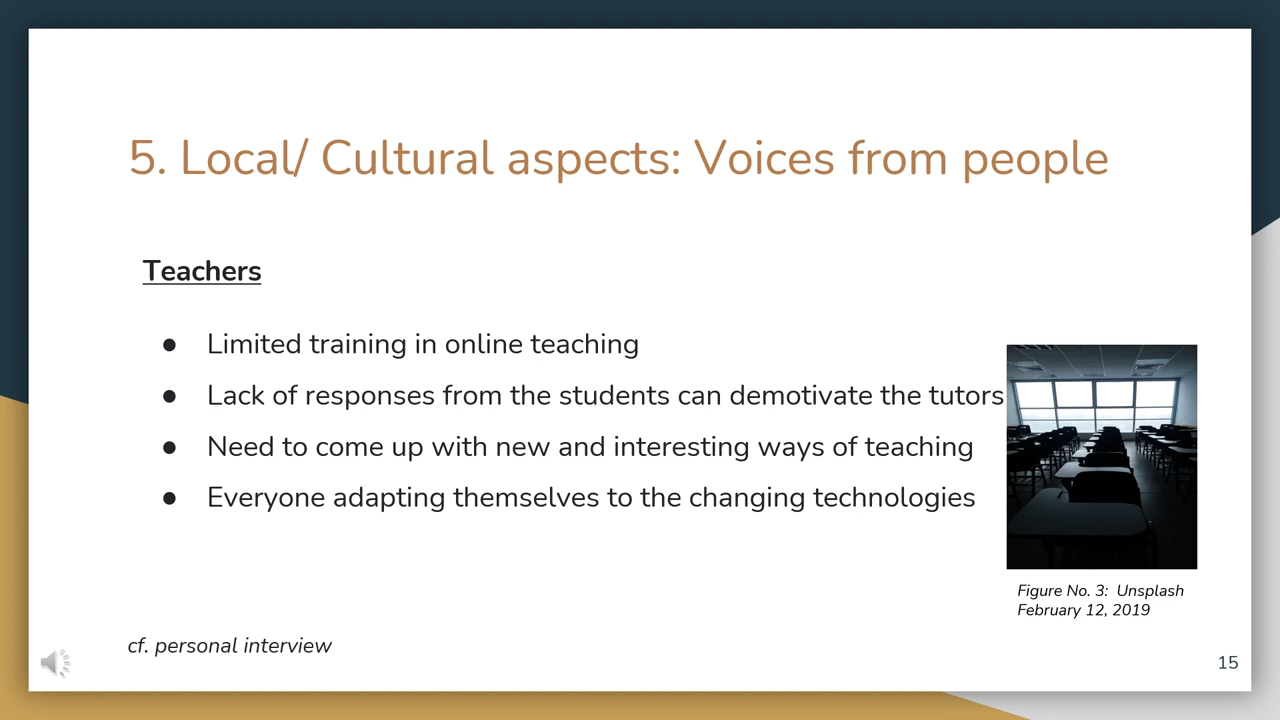 5. Local/ Cultural aspects: Voices from people
Teachers
● Limited training in online teaching
● Lack of responses from the students can demotivate the tutors
● Need to come up with new and interesting ways of teaching
● Everyone adapting themselves to the changing technologies
Figure No. 3: Unsplash
February 12, 2019
cf. personal interview
15